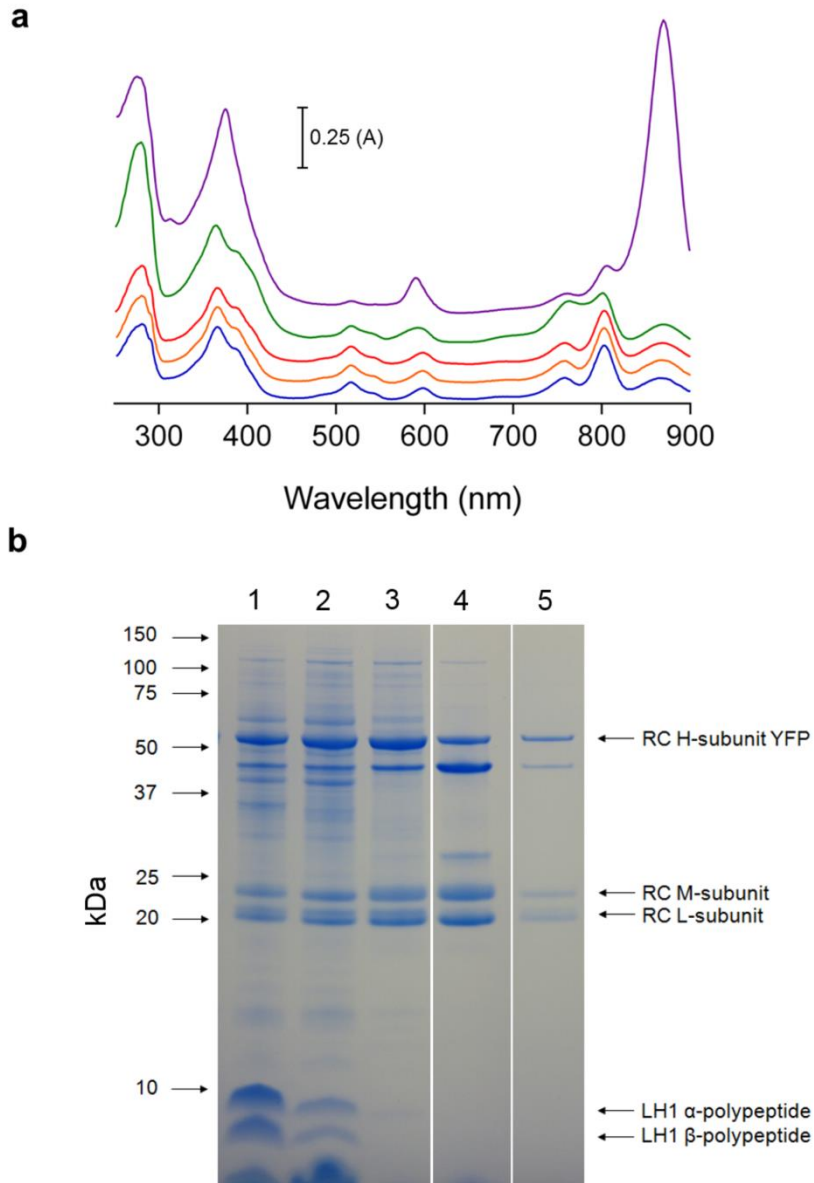 a
0.25 (A)
300 400 500 600 700 800 900
Wavelength (nm)
b
1 2 3 4 5
150
100
75
50
37
25
20
10
kDa
RC H-subunit YFP
RC M-subunit
RC L-subunit
LH1 α-polypeptide
LH1 β-polypeptide